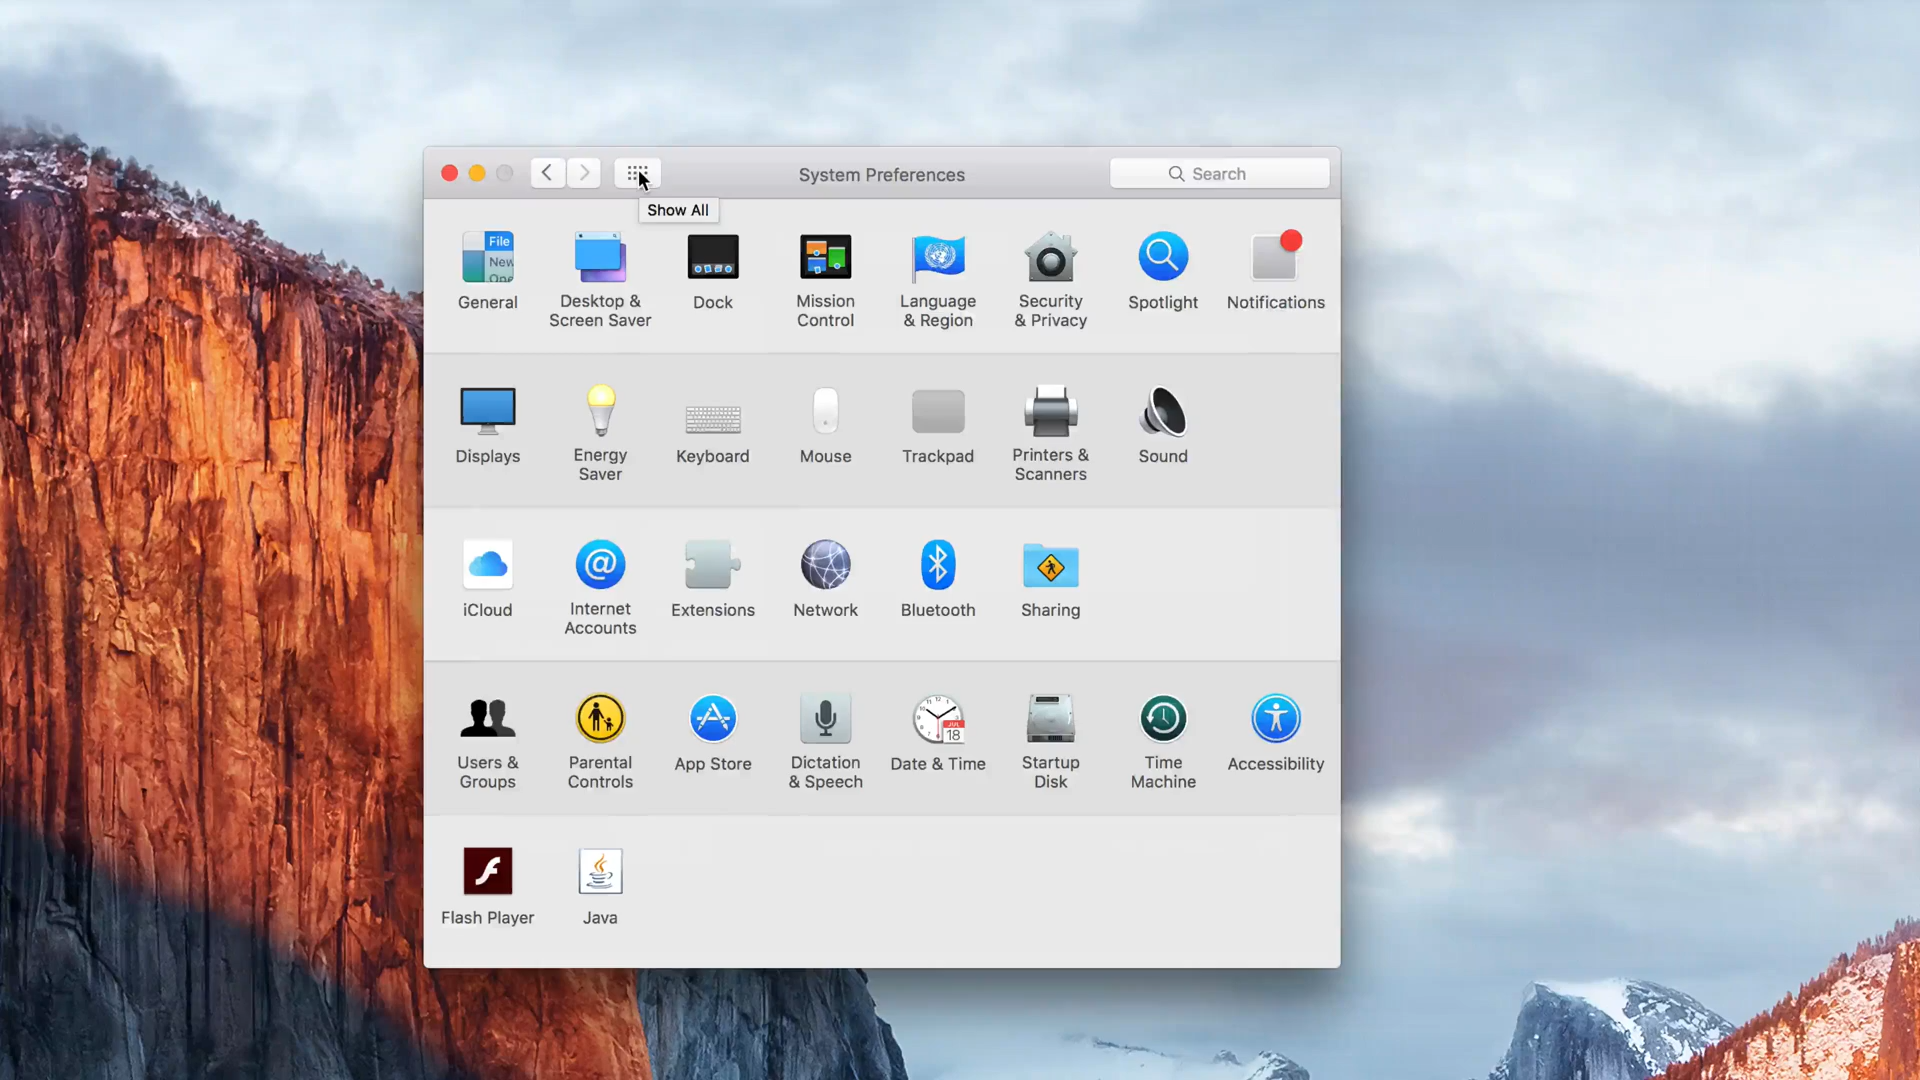 System Preferences
Search
Show All
File
New
Ope
General
Desktop &
Screen Saver
Dock
Mission
Control
Language
& Region
Security
& Privacy
Spotlight
Notifications
Displays
Energy
Saver
Keyboard
Mouse
Trackpad
Printers &
Scanners
Sound
iCloud
@
Internet
Accounts
Extensions
Network
Bluetooth
Sharing
JUL
18
Users &
Groups
Parental
Controls
App Store
Dictation
& Speech
Date & Time
Startup
Disk
Time
Machine
Accessibility
Flash Player
Java